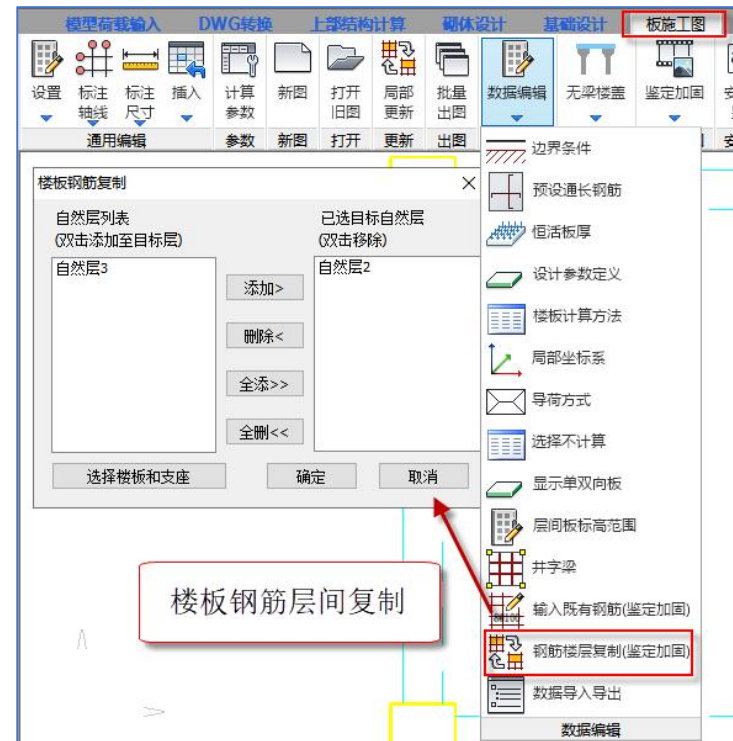 模型荷载输入 DWG转换 上部结构计算 砌体设计 基础设计 板施工图
设置 标注轴线 标注尺寸 插入 计算参数 新图 打开旧图 局部更新 批量出图 数据编辑 无梁楼盖 鉴定加固
通用编辑 参数 新图 打开 更新 出图
楼板钢筋复制
自然层列表
(双击添加至目标层)
已选目标自然层
(双击移除)
自然层3
自然层2
添加>
删除<
全添>>
全删<<
选择楼板和支座 确定 取消
楼板钢筋层间复制
边界条件
预设通长钢筋
恒活板厚
设计参数定义
楼板计算方法
局部坐标系
导荷方式
选择不计算
显示单双向板
层间板标高范围
井字梁
输入既有钢筋(鉴定加固)
钢筋楼层复制(鉴定加固)
数据导入导出
数据编辑